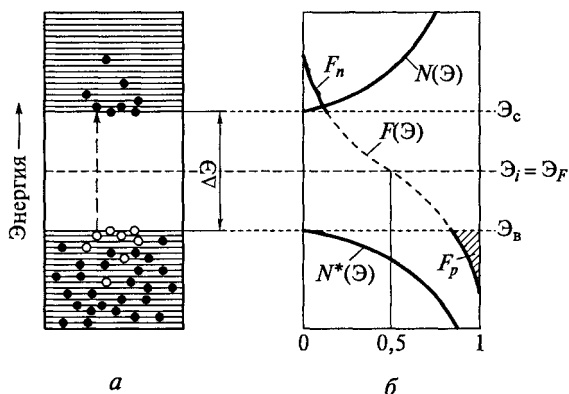 Энергия
ΔЭ
F_n
N(Э)
Э_c
F(Э)
Э_i = Э_F
Э_в
F_p
N*(Э)
0 0,5 1
а б